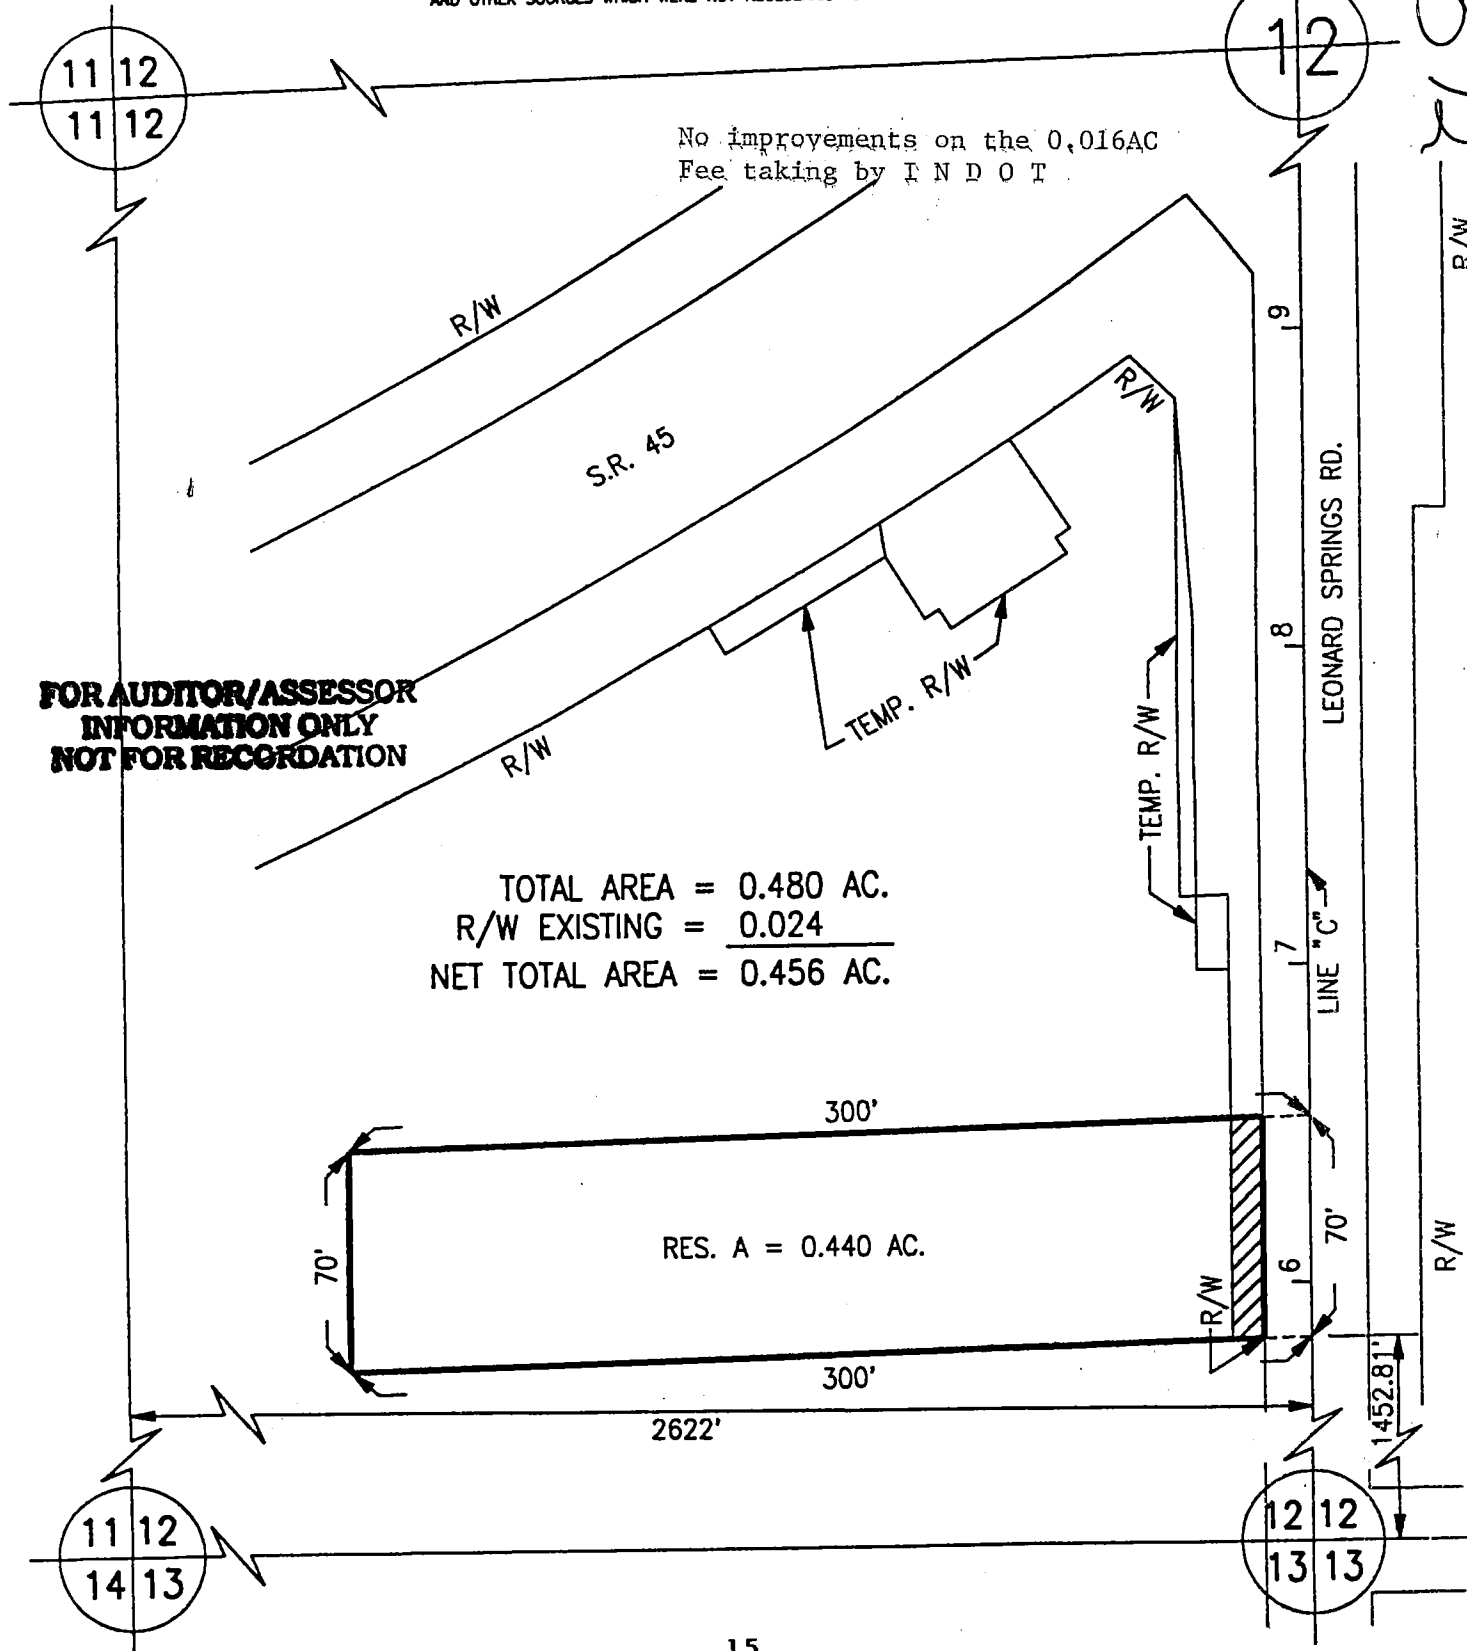 11 12
11 12
12
No improvements on the 0.016AC
Fee taking by I N D O T
R/W
R/W
S.R. 45
R/W
9
LEONARD SPRINGS RD.
8
FOR AUDITOR/ASSESSOR
INFORMATION ONLY
NOT FOR RECORDATION
R/W
TEMP. R/W
TEMP. R/W
TOTAL AREA = 0.480 AC.
R/W EXISTING = 0.024
NET TOTAL AREA = 0.456 AC.
7
LINE "C"
300'
70'
RES. A = 0.440 AC.
R/W
6
70'
R/W
300'
2622'
1452.81'
11 12
14 13
12 12
13 13
15